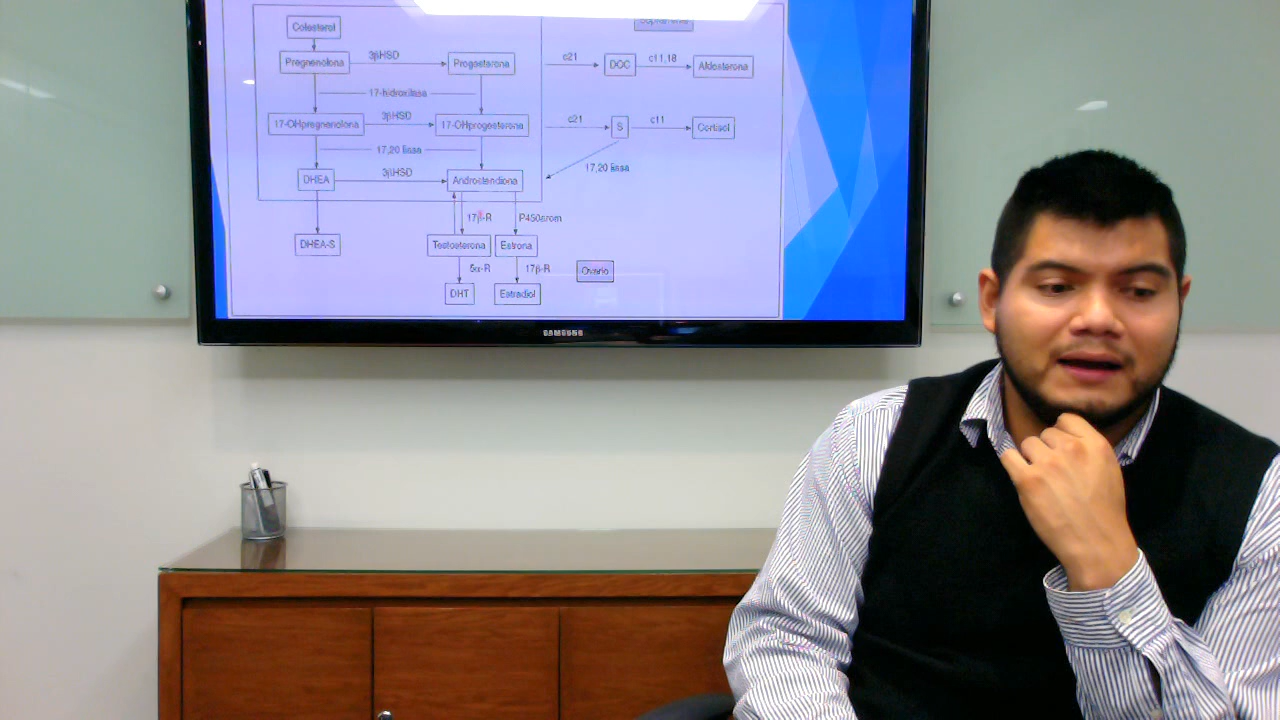 Colesterol
Suprarrenal
Pregnenolona 3βHSD Progesterona c21 DOC c11,18 Aldosterona
17-hidroxilasa
17-OHpregnenolona 3βHSD 17-OHprogesterona c21 S c11 Cortisol
17,20 liasa
17,20 liasa
DHEA 3βHSD Androstendiona
17β-R P450arom
DHEA-S Testosterona Estrona
5α-R 17β-R Ovario
DHT Estradiol
SAMSUNG